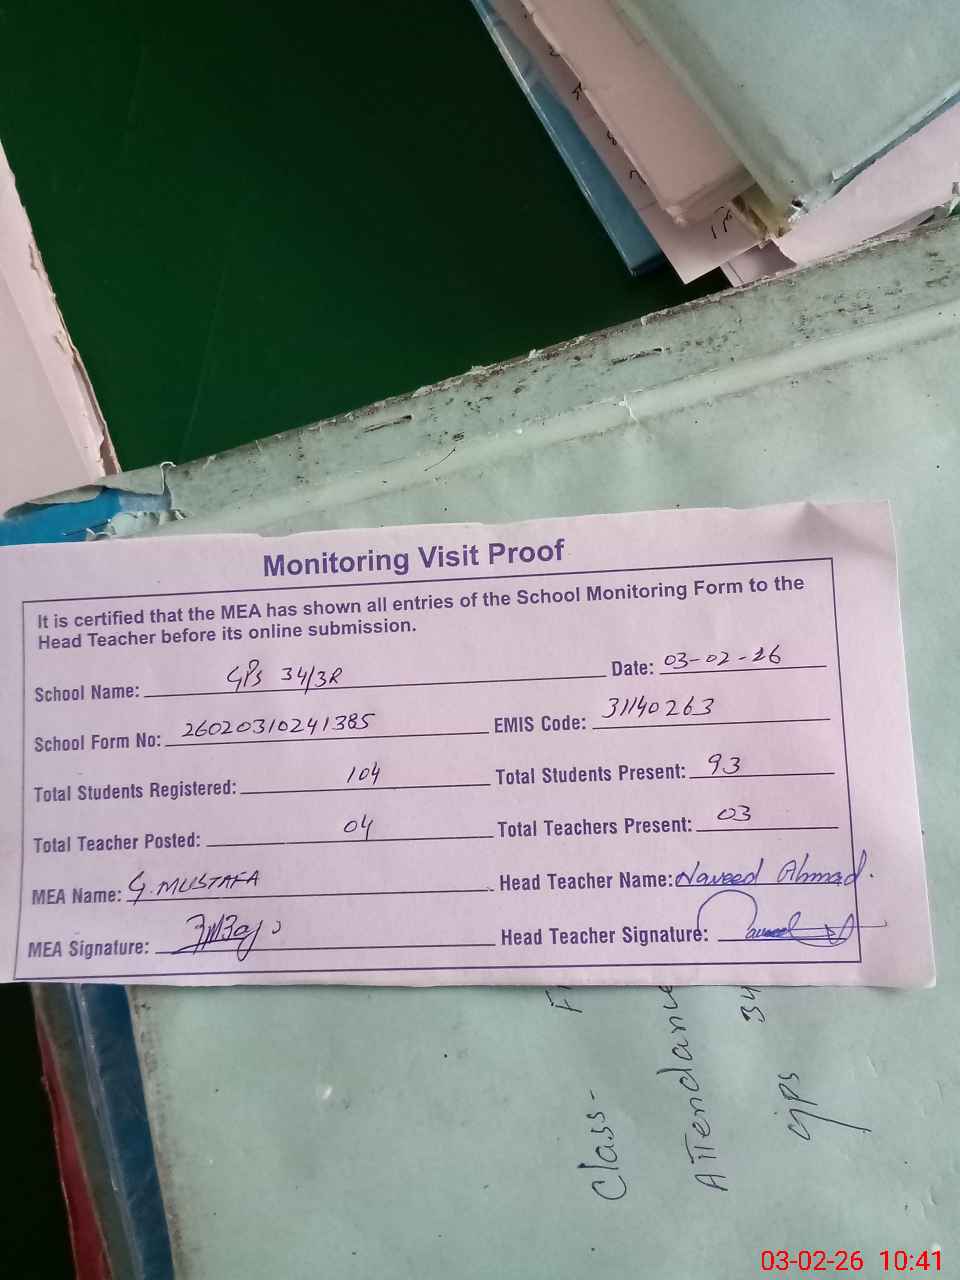 Monitoring Visit Proof
It is certified that the MEA has shown all entries of the School Monitoring Form to the
Head Teacher before its online submission.
School Name: GPS 34/3R Date: 03-02-26
School Form No: 26020310241385 EMIS Code: 31140263
Total Students Registered: 104 Total Students Present: 93
Total Teacher Posted: 04 Total Teachers Present: 03
MEA Name: G.MUSTAFA Head Teacher Name: Naveed Ahmad.
MEA Signature: Head Teacher Signature:
Class-
Attendance
gps 34
03-02-26 10:41